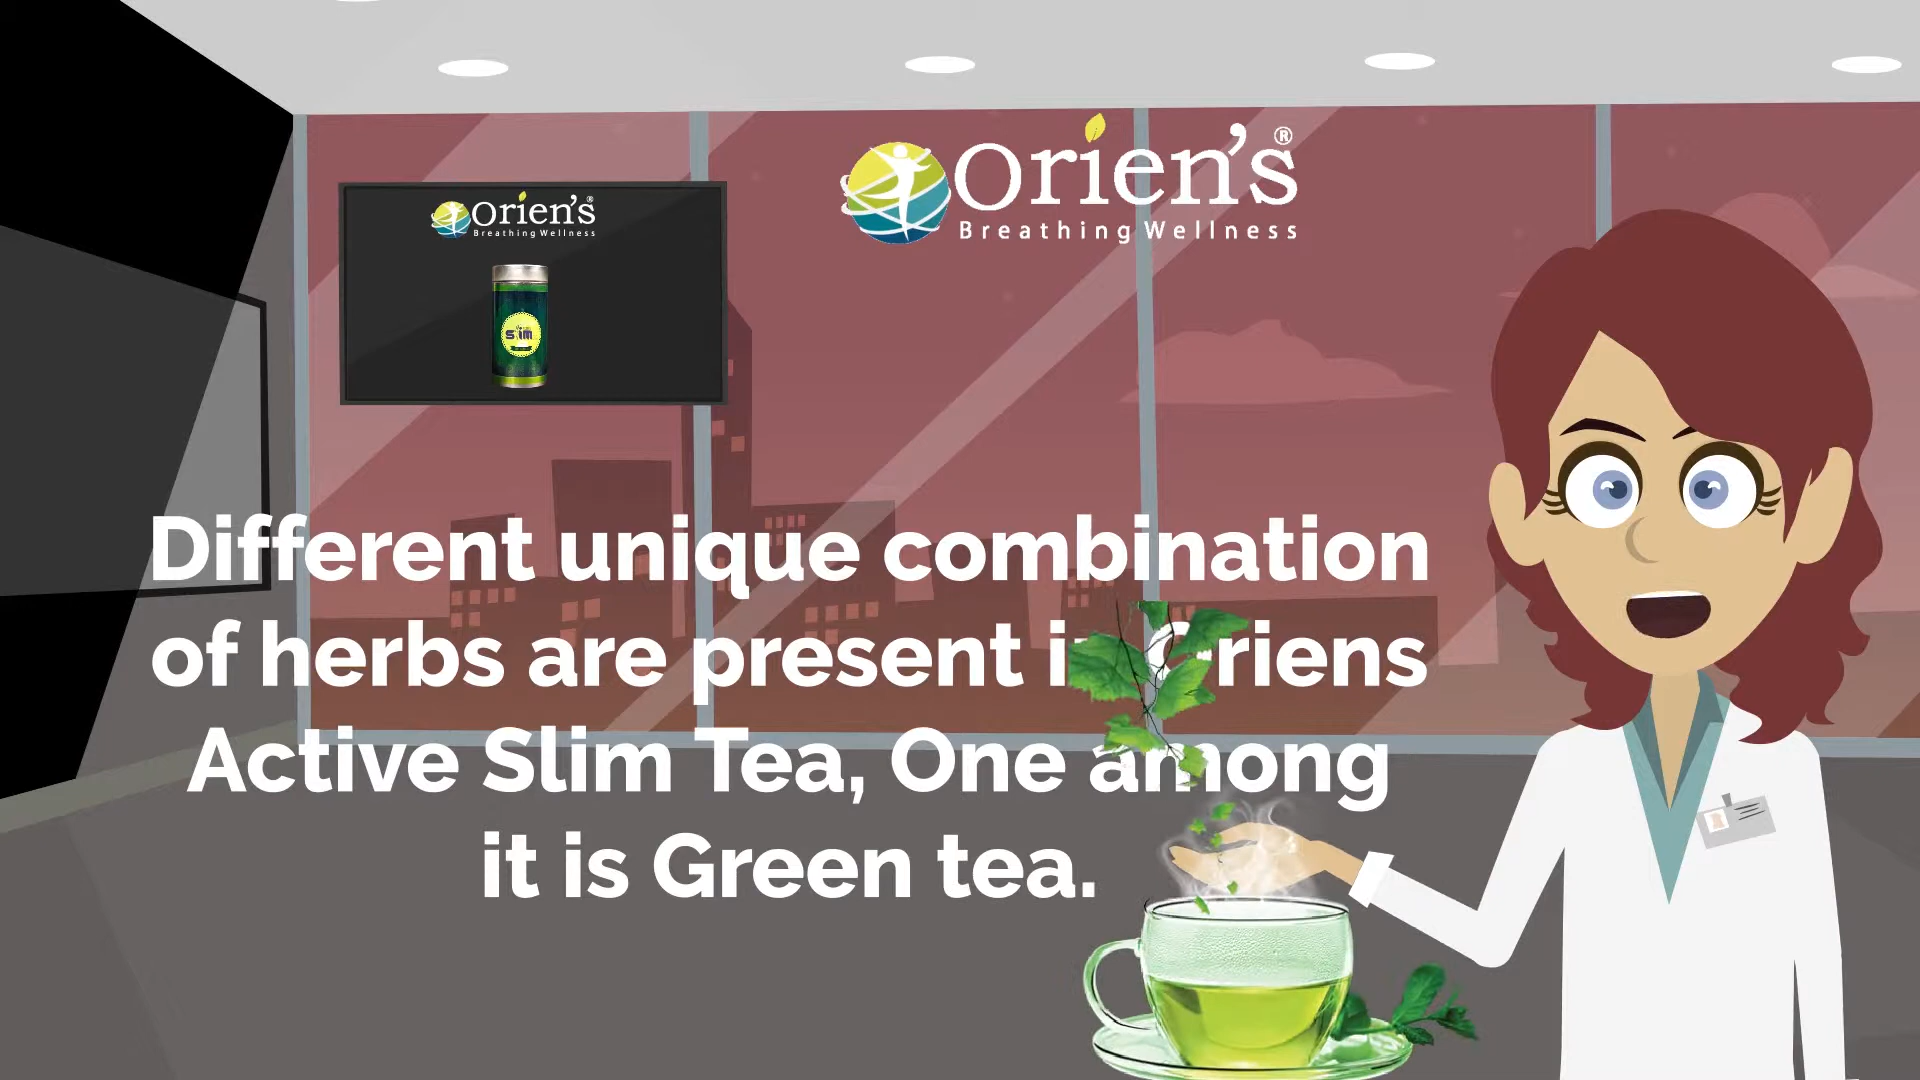 Orien's®
Breathing Wellness
Orien's®
Breathing Wellness
Slim
Different unique combination
of herbs are present in Oriens
Active Slim Tea, One among
it is Green tea.